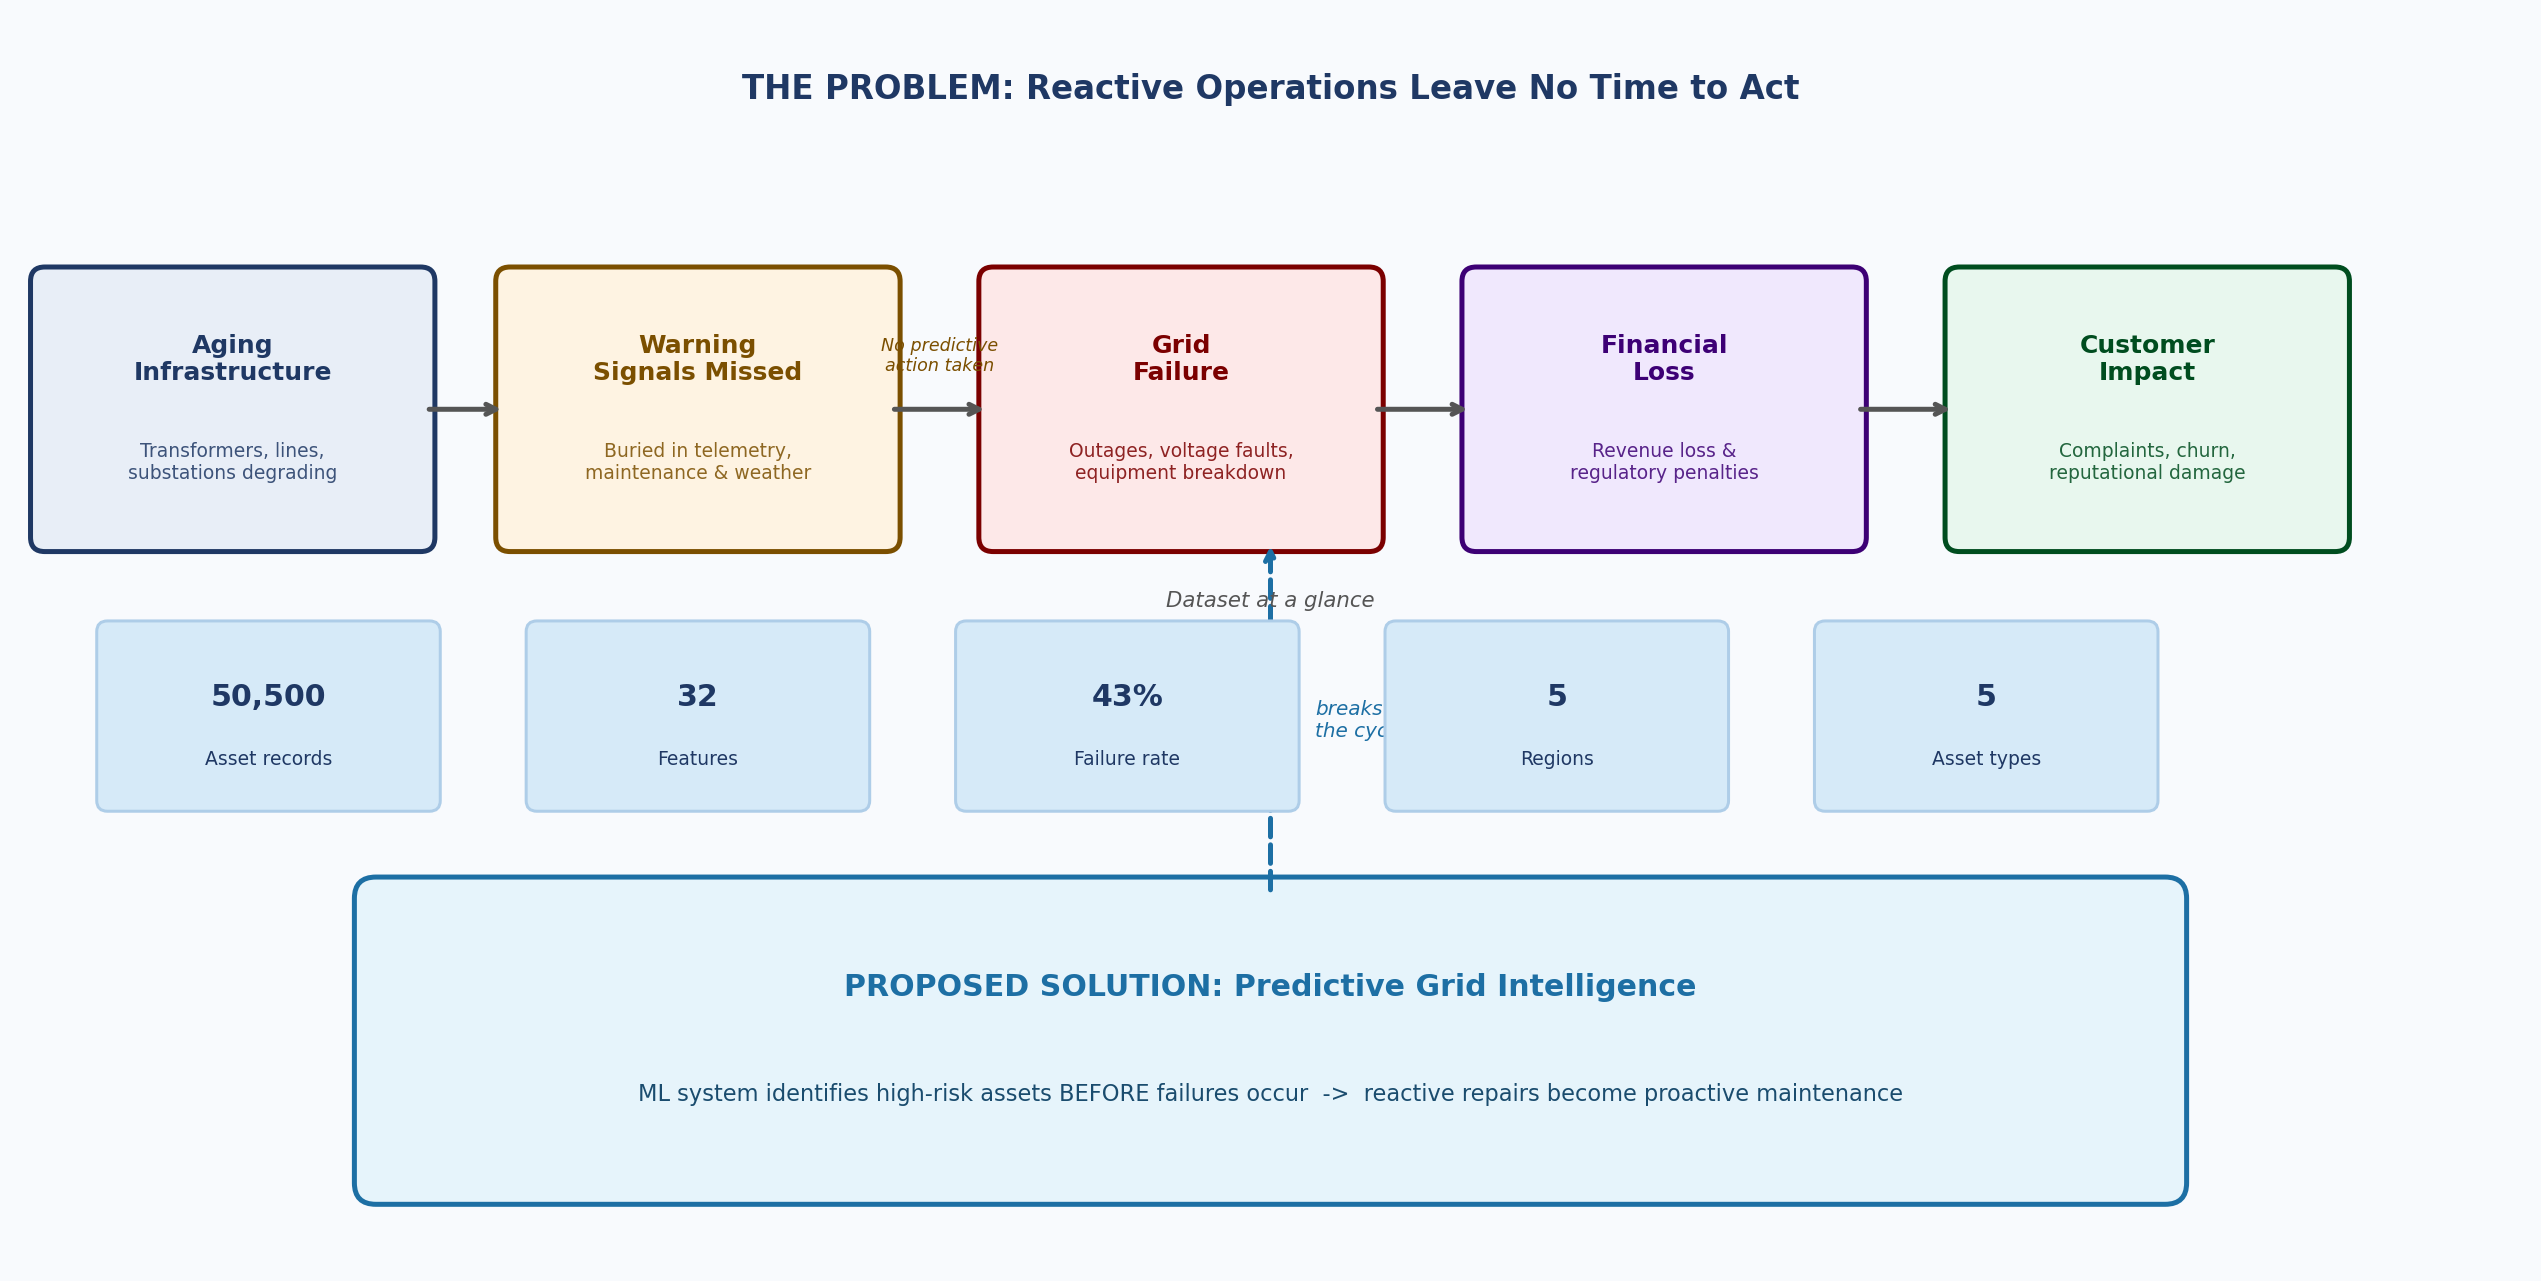 THE PROBLEM: Reactive Operations Leave No Time to Act
Aging
Infrastructure
Transformers, lines,
substations degrading
Warning
Signals Missed
Buried in telemetry,
maintenance & weather
No predictive
action taken
Grid
Failure
Outages, voltage faults,
equipment breakdown
Financial
Loss
Revenue loss &
regulatory penalties
Customer
Impact
Complaints, churn,
reputational damage
Dataset at a glance
50,500
Asset records
32
Features
43%
Failure rate
breaks
the
5
Regions
5
Asset types
PROPOSED SOLUTION: Predictive Grid Intelligence
ML system identifies high-risk assets BEFORE failures occur -> reactive repairs become proactive maintenance